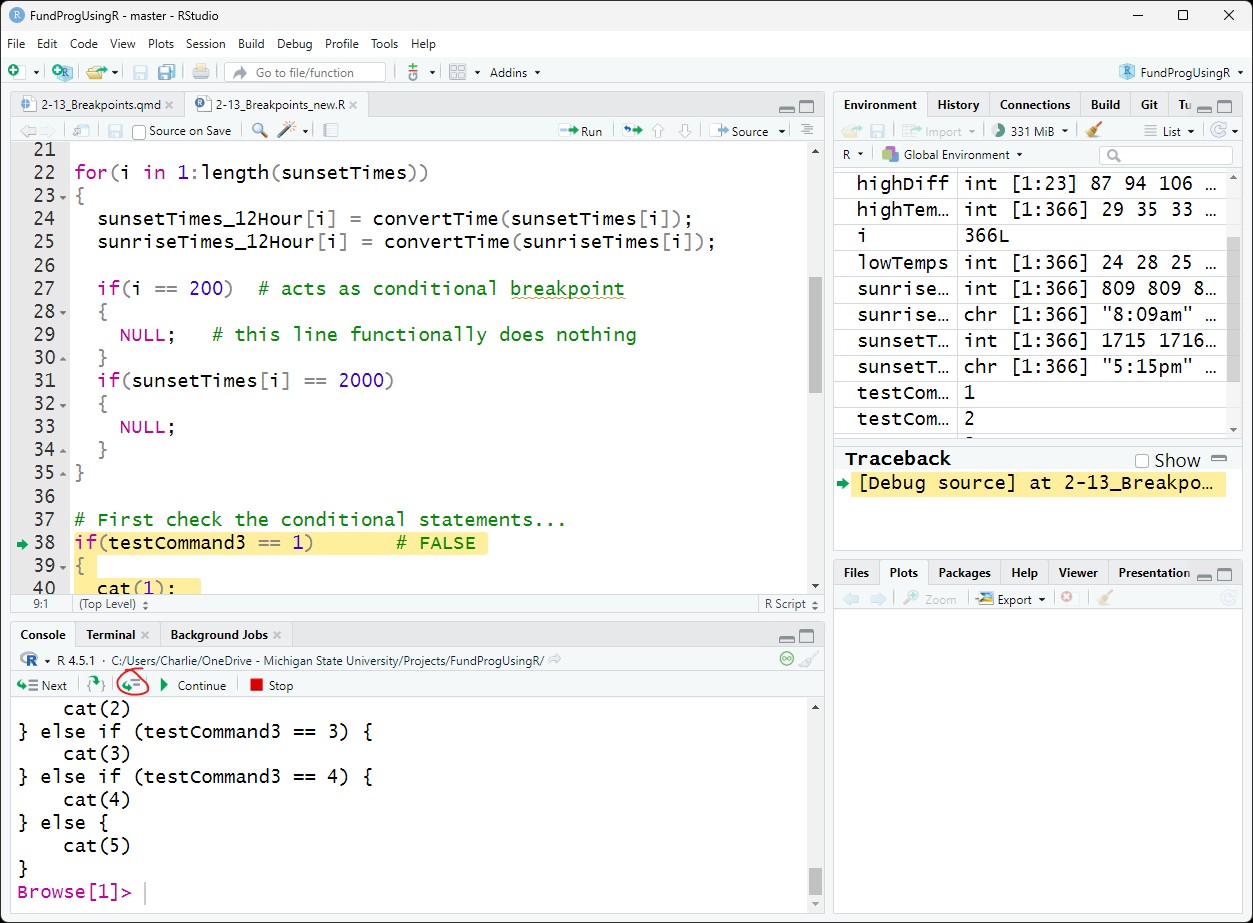 FundProgUsingR - master - RStudio
File Edit Code View Plots Session Build Debug Profile Tools Help
Go to file/function Addins FundProgUsingR
2-13_Breakpoints.qmd 2-13_Breakpoints_new.R
Source on Save Run Source
21
22 for(i in 1:length(sunsetTimes))
23 {
24 sunsetTimes_12Hour[i] = convertTime(sunsetTimes[i]);
25 sunriseTimes_12Hour[i] = convertTime(sunriseTimes[i]);
26
27 if(i == 200) # acts as conditional breakpoint
28 {
29 NULL; # this line functionally does nothing
30 }
31 if(sunsetTimes[i] == 2000)
32 {
33 NULL;
34 }
35 }
36
37 # First check the conditional statements...
38 if(testCommand3 == 1) # FALSE
39 {
40 cat(1);
9:1 (Top Level) R Script
Console Terminal Background Jobs
R 4.5.1 · C:/Users/Charlie/OneDrive - Michigan State University/Projects/FundProgUsingR/
Next Continue Stop
cat(2)
} else if (testCommand3 == 3) {
cat(3)
} else if (testCommand3 == 4) {
cat(4)
} else {
cat(5)
}
Browse[1]>
Environment History Connections Build Git Tu
Import 331 MiB List
R Global Environment
highDiff int [1:23] 87 94 106 …
highTem… int [1:366] 29 35 33 …
i 366L
lowTemps int [1:366] 24 28 25 …
sunrise… int [1:366] 809 809 8…
sunrise… chr [1:366] "8:09am" …
sunsetT… int [1:366] 1715 1716…
sunsetT… chr [1:366] "5:15pm" …
testCom… 1
testCom… 2
Traceback Show
[Debug source] at 2-13_Breakpo…
Files Plots Packages Help Viewer Presentation
Zoom Export